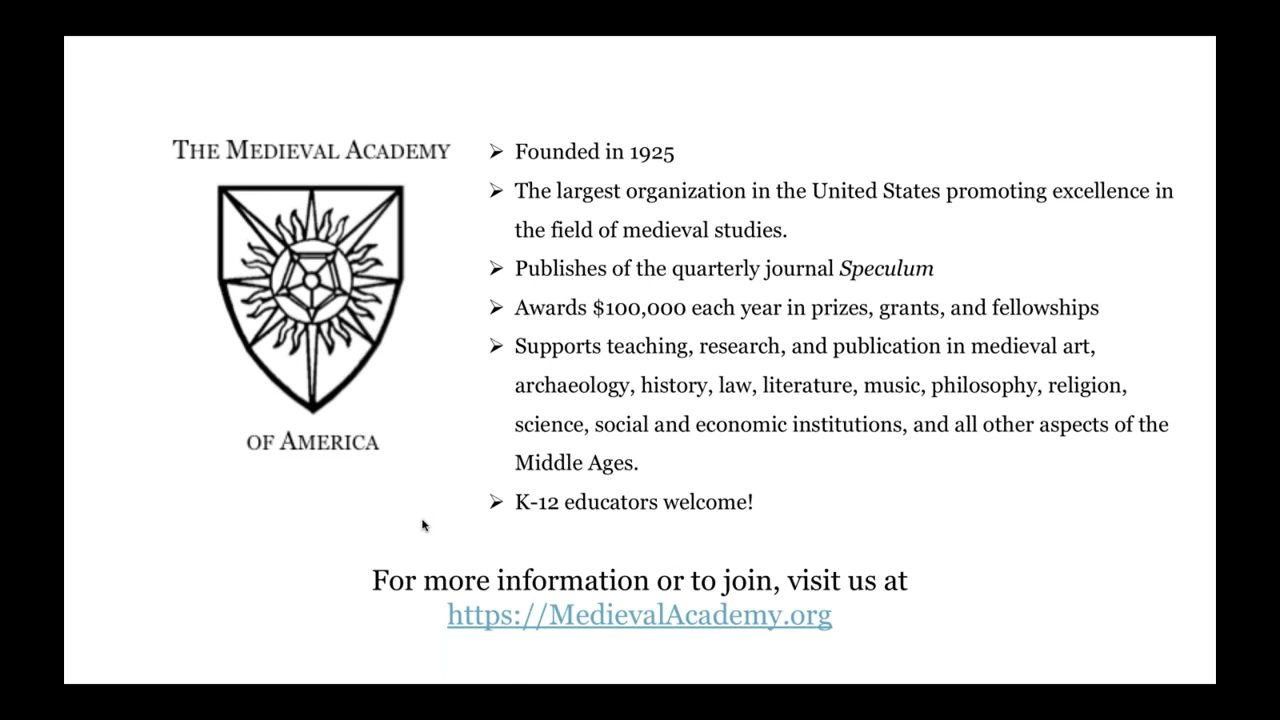 THE MEDIEVAL ACADEMY
OF AMERICA
➢ Founded in 1925
➢ The largest organization in the United States promoting excellence in
the field of medieval studies.
➢ Publishes of the quarterly journal Speculum
➢ Awards $100,000 each year in prizes, grants, and fellowships
➢ Supports teaching, research, and publication in medieval art,
archaeology, history, law, literature, music, philosophy, religion,
science, social and economic institutions, and all other aspects of the
Middle Ages.
➢ K-12 educators welcome!
For more information or to join, visit us at
https://MedievalAcademy.org